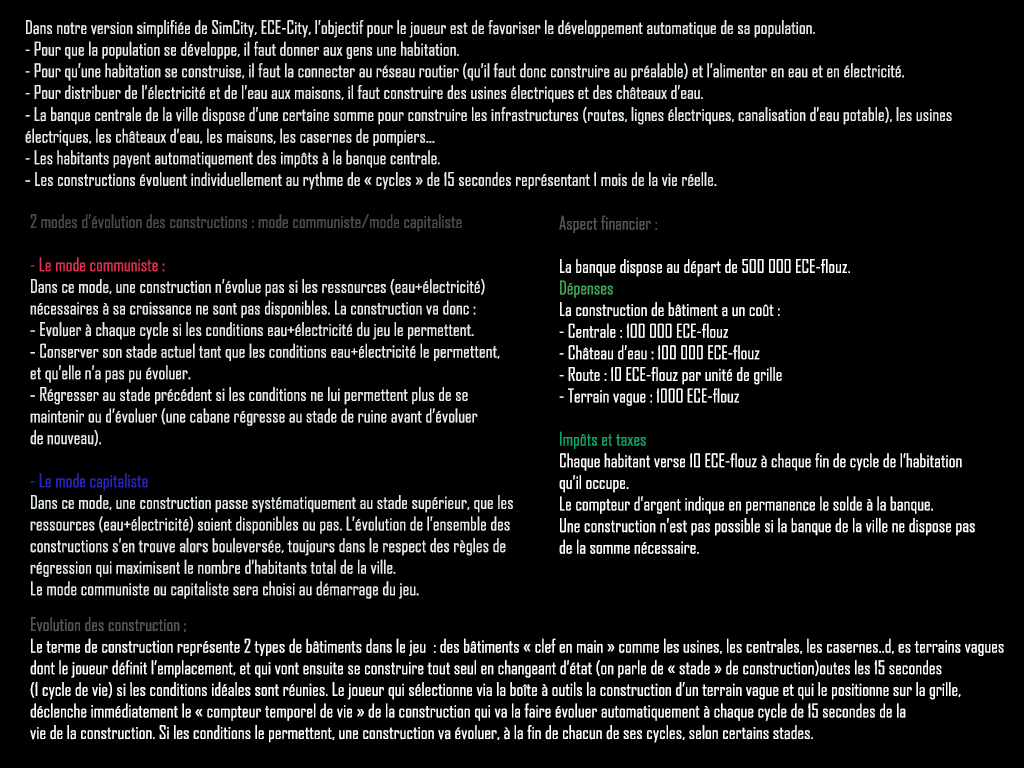 Dans notre version simplifiée de SimCity, ECE-City, l'objectif pour le joueur est de favoriser le développement automatique de sa population.
- Pour que la population se développe, il faut donner aux gens une habitation.
- Pour qu'une habitation se construise, il faut la connecter au réseau routier (qu'il faut donc construire au préalable) et l'alimenter en eau et en électricité.
- Pour distribuer de l'électricité et de l'eau aux maisons, il faut construire des usines électriques et des châteaux d'eau.
- La banque centrale de la ville dispose d'une certaine somme pour construire les infrastructures (routes, lignes électriques, canalisation d'eau potable), les usines
électriques, les châteaux d'eau, les maisons, les casernes de pompiers...
- Les habitants payent automatiquement des impôts à la banque centrale.
- Les constructions évoluent individuellement au rythme de « cycles » de 15 secondes représentant 1 mois de la vie réelle.
2 modes d'évolution des constructions : mode communiste/mode capitaliste
- Le mode communiste :
Dans ce mode, une construction n'évolue pas si les ressources (eau+électricité)
nécessaires à sa croissance ne sont pas disponibles. La construction va donc :
- Evoluer à chaque cycle si les conditions eau+électricité du jeu le permettent.
- Conserver son stade actuel tant que les conditions eau+électricité le permettent,
et qu'elle n'a pas pu évoluer.
- Régresser au stade précédent si les conditions ne lui permettent plus de se
maintenir ou d'évoluer (une cabane régresse au stade de ruine avant d'évoluer
de nouveau).
- Le mode capitaliste
Dans ce mode, une construction passe systématiquement au stade supérieur, que les
ressources (eau+électricité) soient disponibles ou pas. L'évolution de l'ensemble des
constructions s'en trouve alors bouleversée, toujours dans le respect des règles de
régression qui maximisent le nombre d'habitants total de la ville.
Le mode communiste ou capitaliste sera choisi au démarrage du jeu.
Aspect financier :
La banque dispose au départ de 500 000 ECE-flouz.
Dépenses
La construction de bâtiment a un coût :
- Centrale : 100 000 ECE-flouz
- Château d'eau : 100 000 ECE-flouz
- Route : 10 ECE-flouz par unité de grille
- Terrain vague : 1000 ECE-flouz
Impôts et taxes
Chaque habitant verse 10 ECE-flouz à chaque fin de cycle de l'habitation
qu'il occupe.
Le compteur d'argent indique en permanence le solde à la banque.
Une construction n'est pas possible si la banque de la ville ne dispose pas
de la somme nécessaire.
Evolution des construction ;
Le terme de construction représente 2 types de bâtiments dans le jeu : des bâtiments « clef en main » comme les usines, les centrales, les casernes..d, es terrains vagues
dont le joueur définit l'emplacement, et qui vont ensuite se construire tout seul en changeant d'état (on parle de « stade » de construction)outes les 15 secondes
(1 cycle de vie) si les conditions idéales sont réunies. Le joueur qui sélectionne via la boîte à outils la construction d'un terrain vague et qui le positionne sur la grille,
déclenche immédiatement le « compteur temporel de vie » de la construction qui va la faire évoluer automatiquement à chaque cycle de 15 secondes de la
vie de la construction. Si les conditions le permettent, une construction va évoluer, à la fin de chacun de ses cycles, selon certains stades.